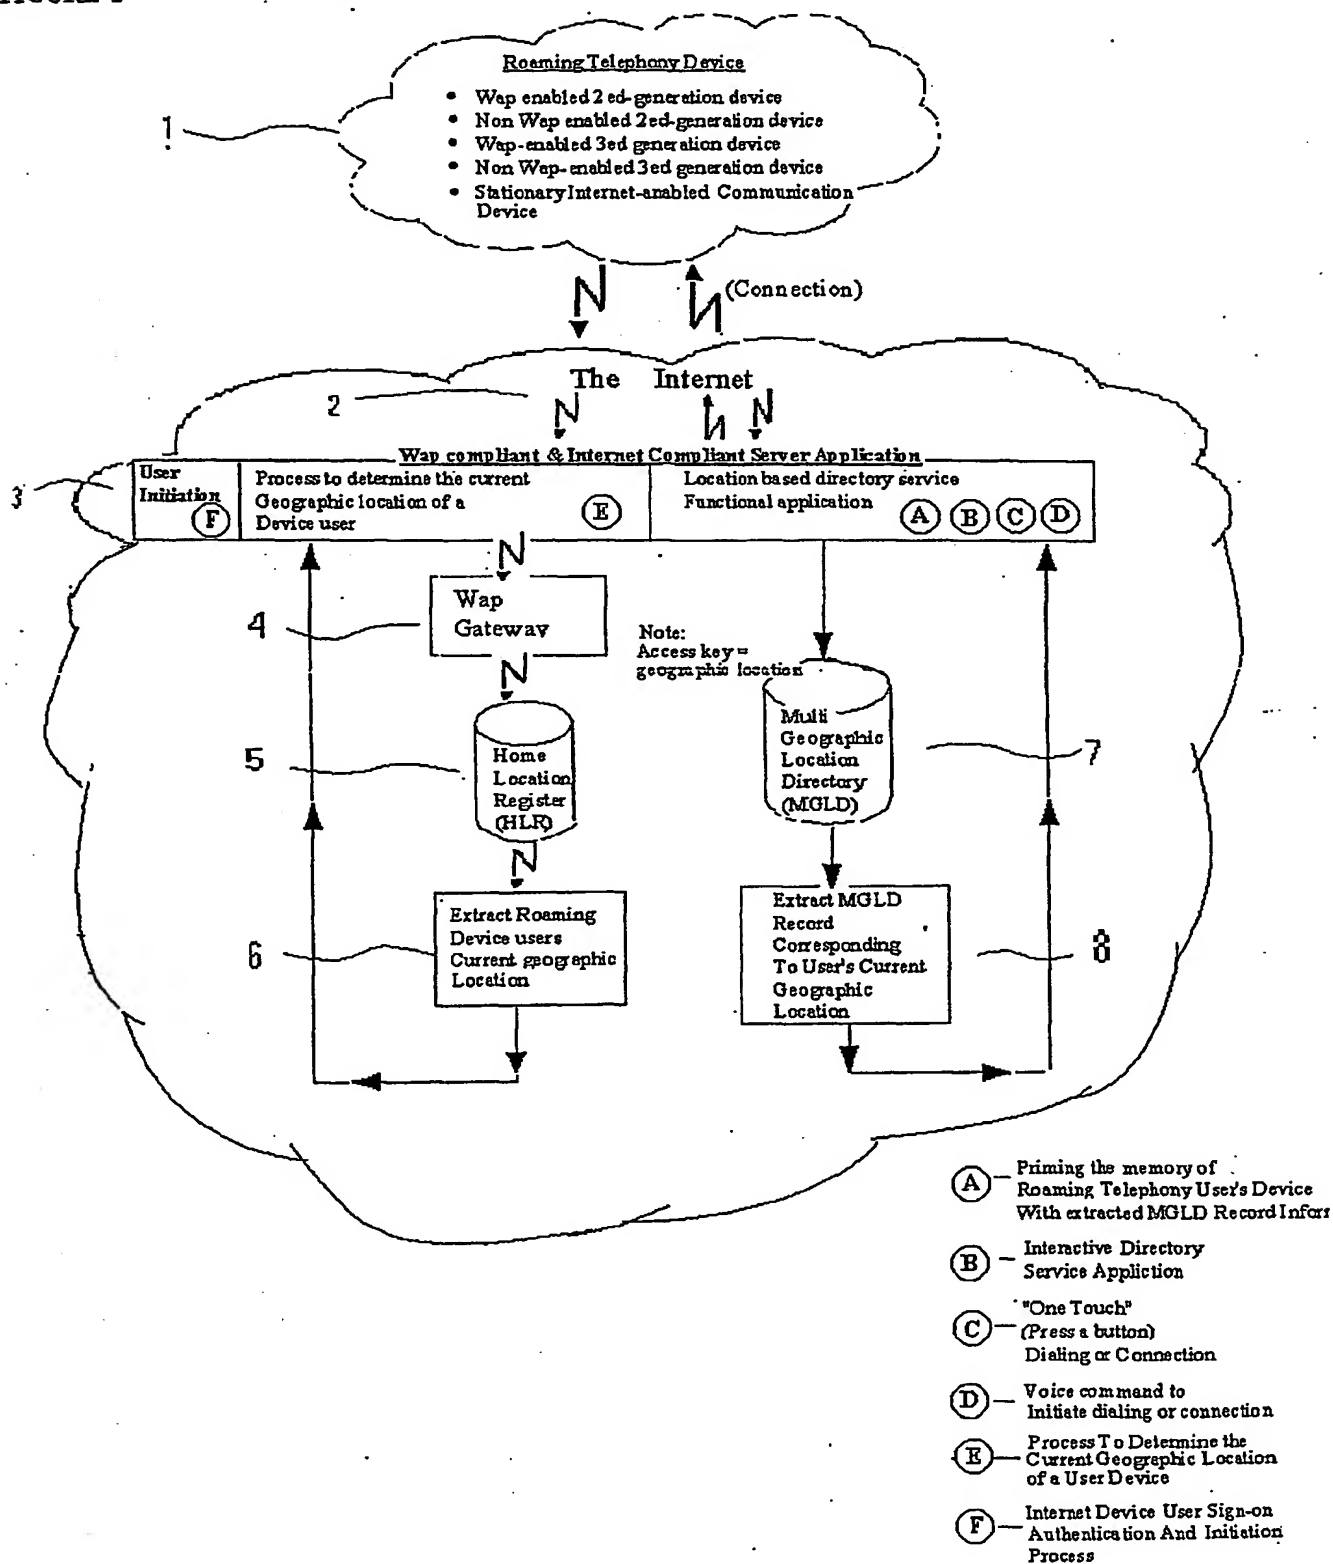 Roaming Telephony Device
• Wap enabled 2 ed-generation device
• Non Wap enabled 2ed-generation device
• Wap-enabled 3ed generation device
• Non Wap-enabled 3ed generation device
• Stationary Internet-anabled Communication
Device
1
(Connection)
The Internet
2
Wap compliant & Internet Compliant Server Application
3
User
Initiation
F
Process to determine the current
Geographic location of a
Device user
E
Location based directory service
Functional application
A B C D
4
Wap
Gateway
Note:
Access key =
geographic location
5
Home
Location
Register
(HLR)
Multi
Geographic
Location
Directory
(MGLD)
7
6
Extract Roaming
Device users
Current geographic
Location
Extract MGLD
Record
Corresponding
To User's Current
Geographic
Location
8
A — Priming the memory of
Roaming Telephony User's Device
With extracted MGLD Record Infor
B — Interactive Directory
Service Appliction
C — "One Touch"
(Press a button)
Dialing or Connection
D — Voice command to
Initiate dialing or connection
E — Process To Determine the
Current Geographic Location
of a User Device
F — Internet Device User Sign-on
Authentication And Initiation
Process